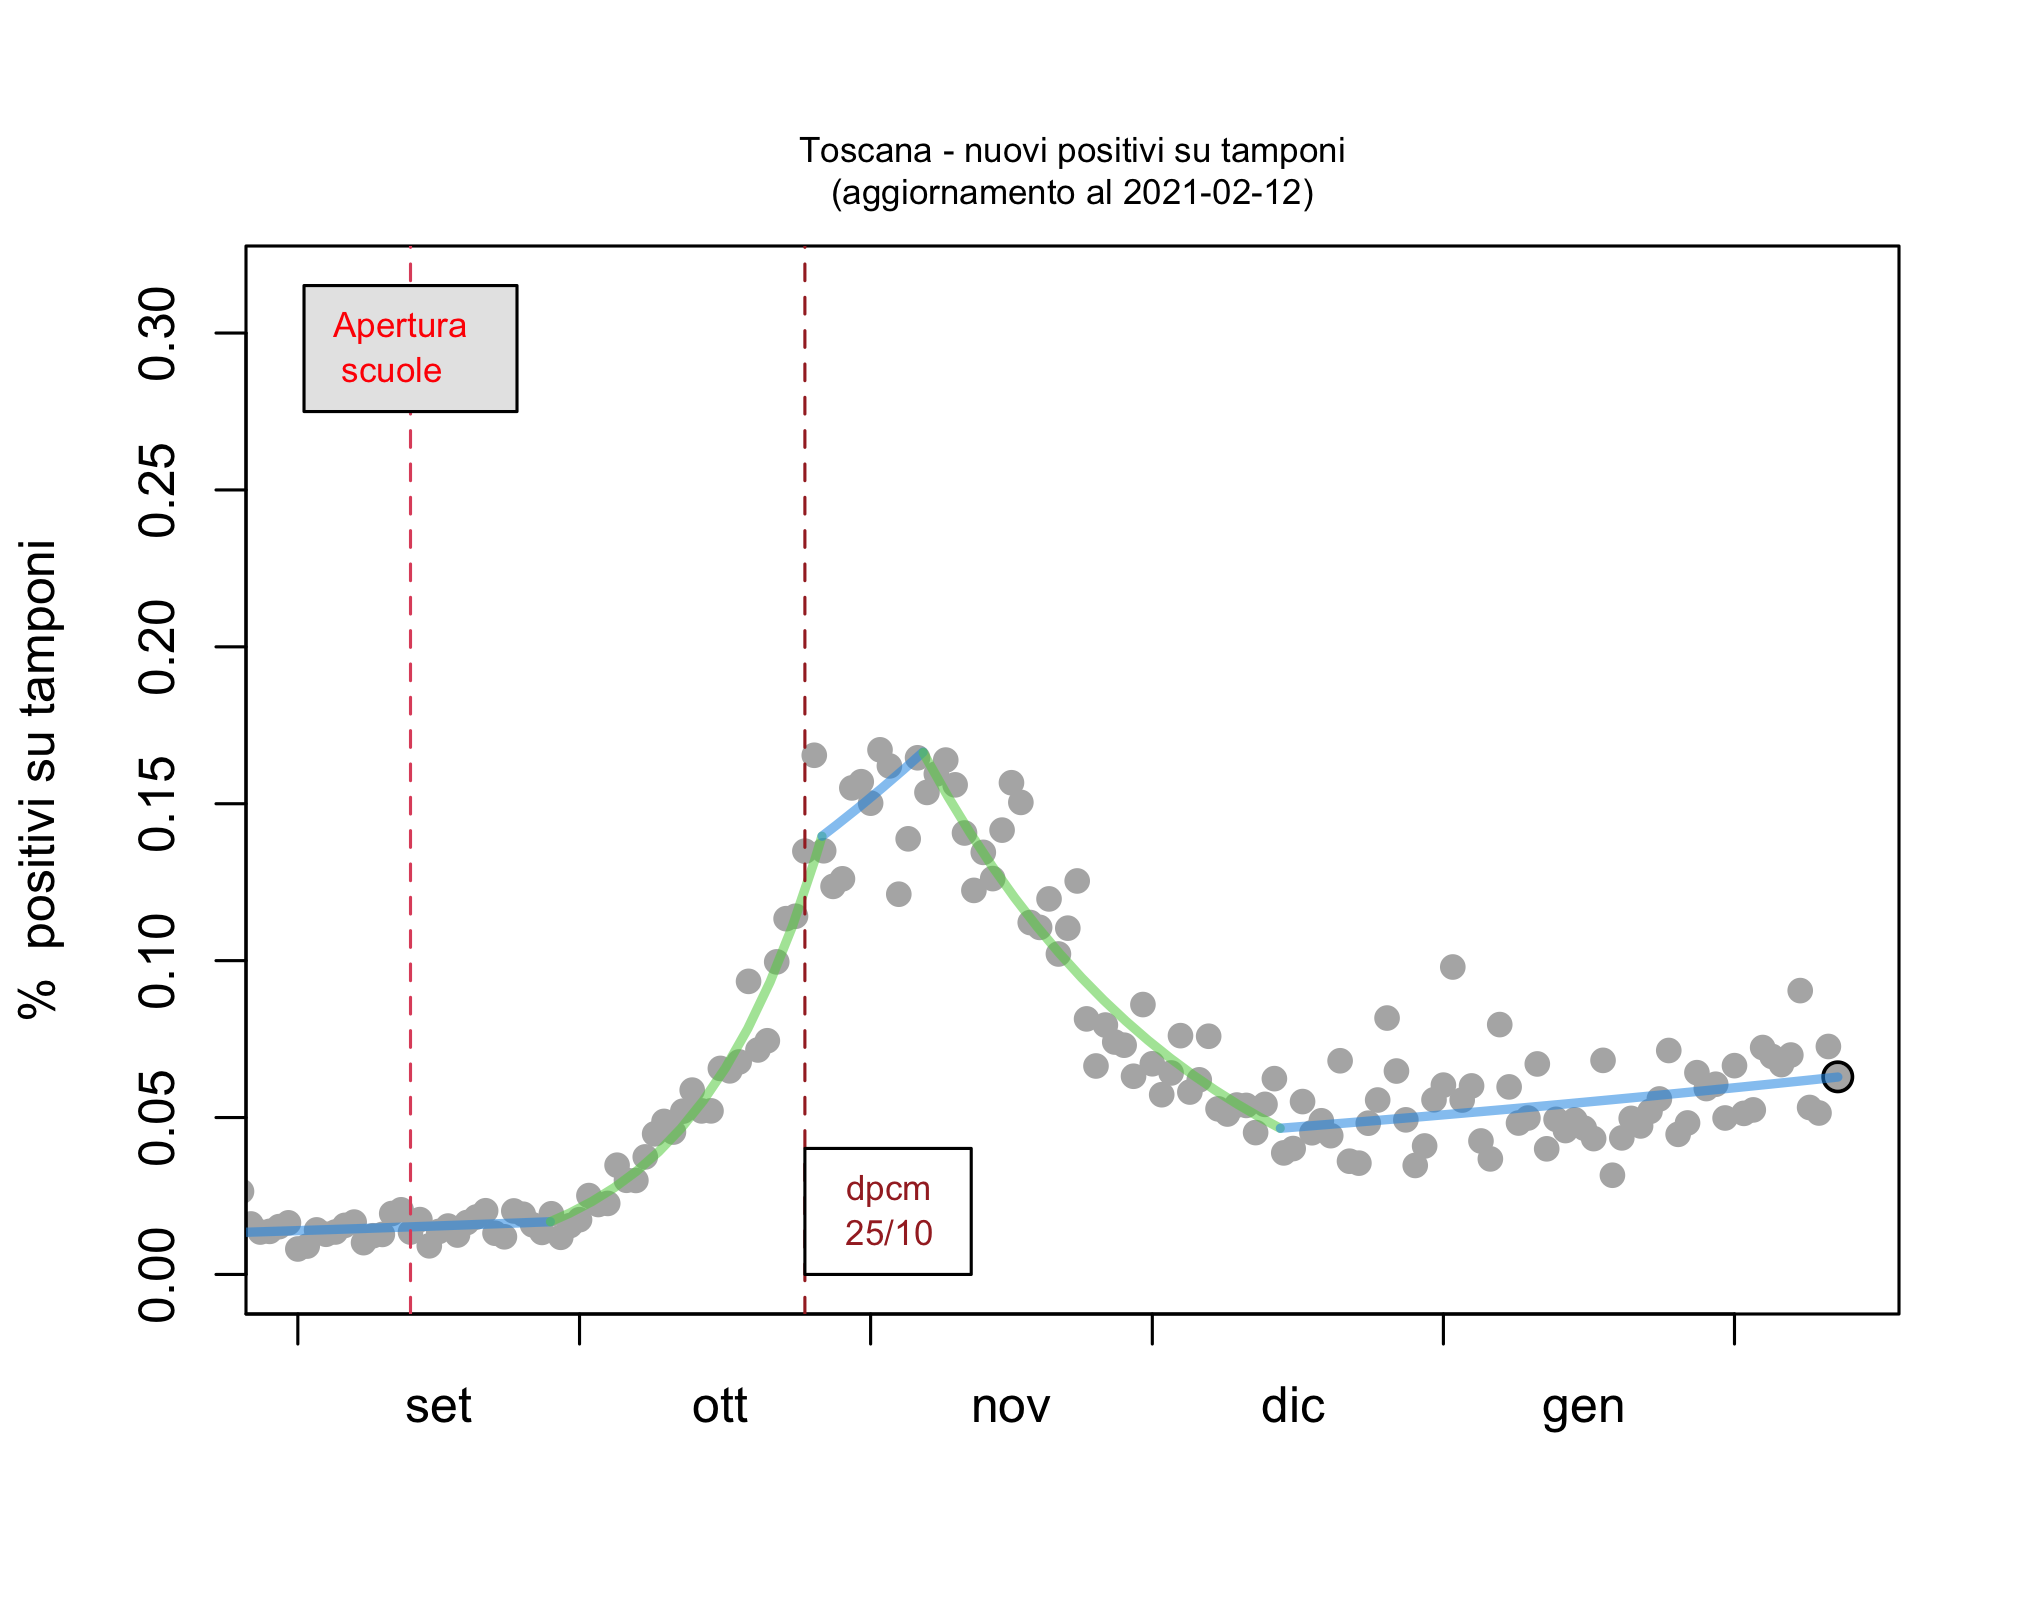 Toscana - nuovi positivi su tamponi
(aggiornamento al 2021-02-12)
% positivi su tamponi
0.30
0.25
0.20
0.15
0.10
0.05
0.00
Apertura
scuole
dpcm
25/10
set ott nov dic gen